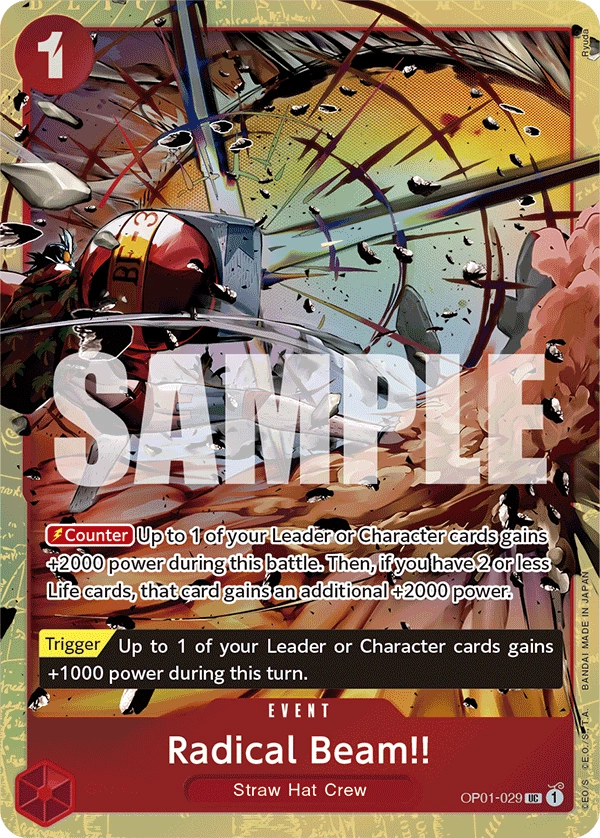 1
Ryuda
BF-3
SAMPLE
Counter Up to 1 of your Leader or Character cards gains
+2000 power during this battle. Then, if you have 2 or less
Life cards, that card gains an additional +2000 power.
Trigger Up to 1 of your Leader or Character cards gains
+1000 power during this turn.
EVENT
Radical Beam!!
Straw Hat Crew
OP01-029 UC 1
©EO/S. ©E.O./S.,T.A BANDAI MADE IN JAPAN